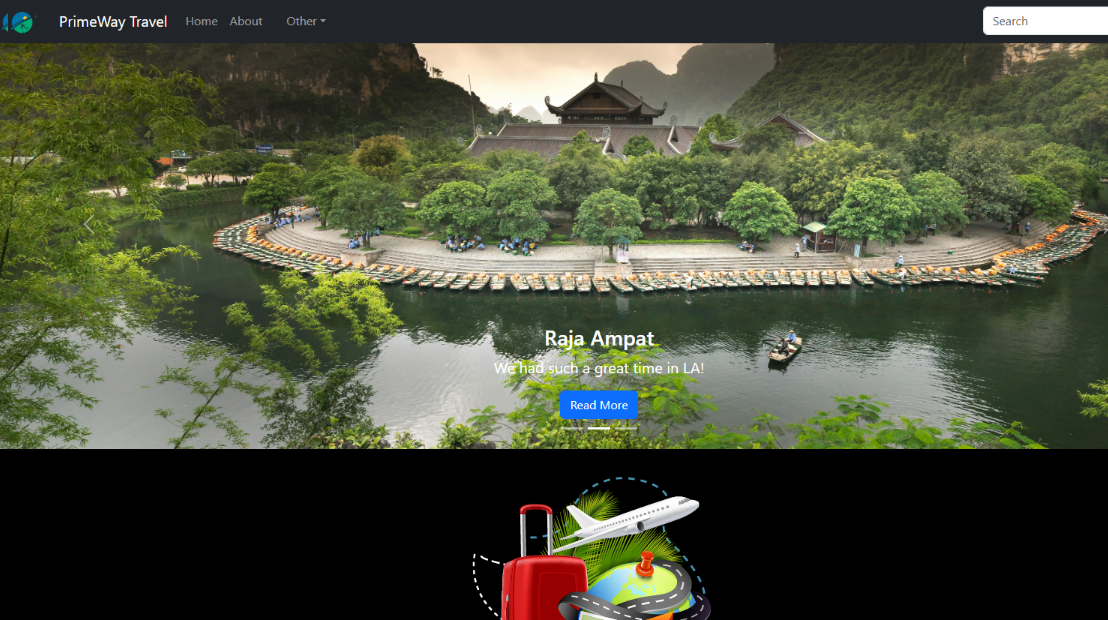 PrimeWay Travel
Home
About
Other
Search
Raja Ampat
We had such a great time in LA!
Read More